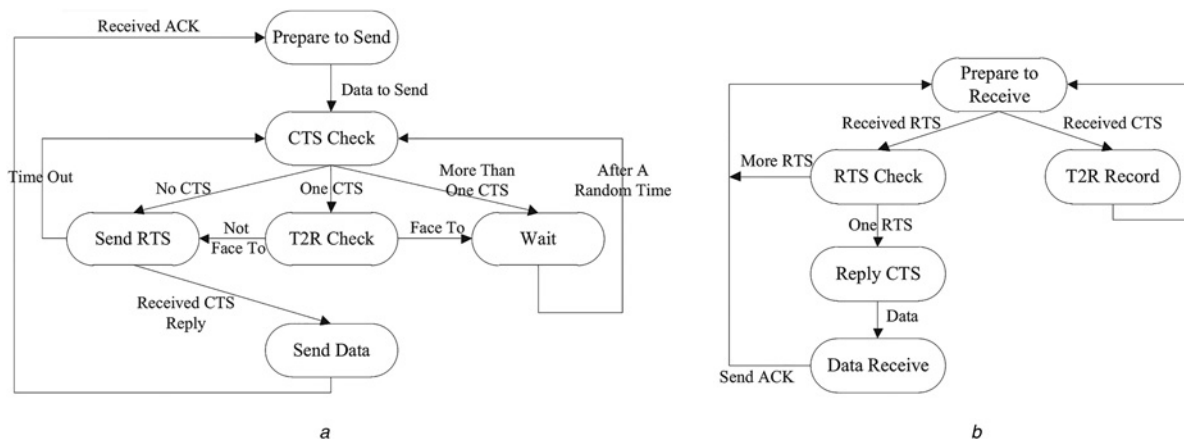 Received ACK
Prepare to Send
Data to Send
CTS Check
Time Out
No CTS
One CTS
More Than
One CTS
After A
Random Time
Send RTS
Not
Face To
T2R Check
Face To
Wait
Received CTS
Reply
Send Data
a
Prepare to
Receive
Received RTS
Received CTS
More RTS
RTS Check
T2R Record
One RTS
Reply CTS
Data
Data Receive
Send ACK
b